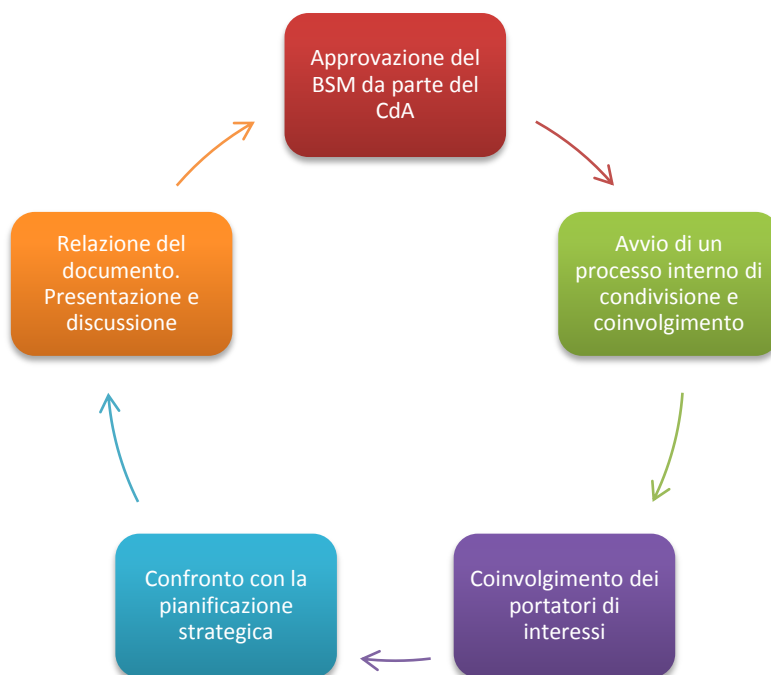 Approvazione del
BSM da parte del
CdA
Avvio di un
processo interno di
condivisione e
coinvolgimento
Coinvolgimento dei
portatori di
interessi
Confronto con la
pianificazione
strategica
Relazione del
documento.
Presentazione e
discussione